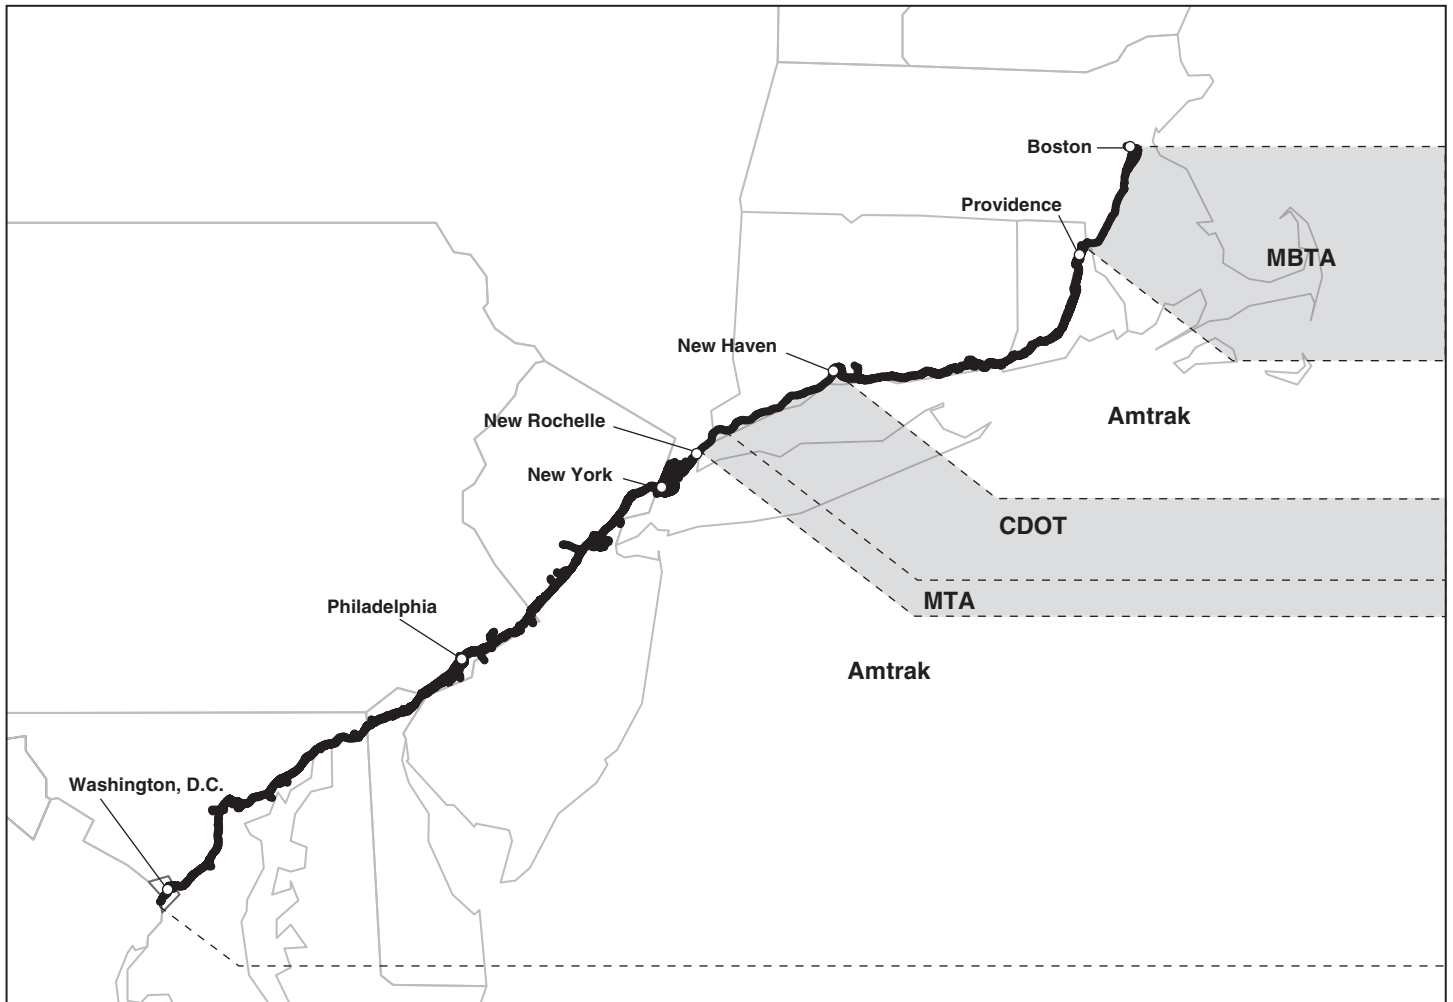 Boston
Providence
MBTA
New Haven
Amtrak
New Rochelle
New York
CDOT
MTA
Philadelphia
Amtrak
Washington, D.C.